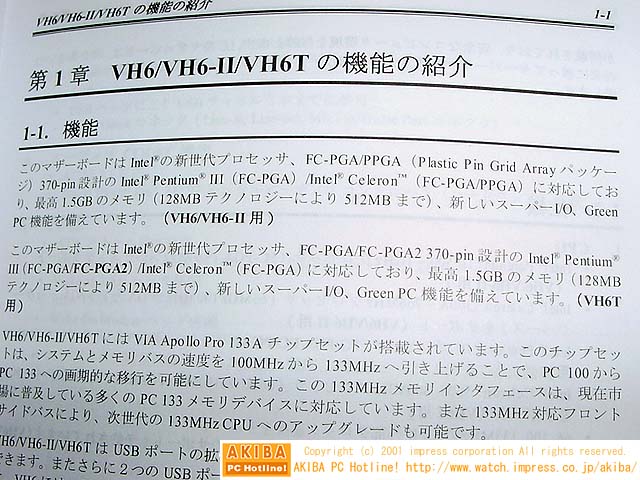 VH6/VH6-II/VH6T の機能の紹介 1-1
第1章 VH6/VH6-II/VH6T の機能の紹介
1-1. 機能
このマザーボードは Intel®の新世代プロセッサ、FC-PGA/PPGA（Plastic Pin Grid Array パッケー
ジ）370-pin 設計の Intel® Pentium® III（FC-PGA）/Intel® Celeron™（FC-PGA/PPGA）に対応してお
り、最高 1.5GB のメモリ（128MB テクノロジーにより 512MB まで）、新しいスーパーI/O、Green
PC 機能を備えています。（VH6/VH6-II 用）
このマザーボードは Intel®の新世代プロセッサ、FC-PGA/FC-PGA2 370-pin 設計の Intel® Pentium®
III（FC-PGA/FC-PGA2）/Intel® Celeron™（FC-PGA）に対応しており、最高 1.5GB のメモリ（128MB
テクノロジーにより 512MB まで）、新しいスーパーI/O、Green PC 機能を備えています。（VH6T
用）
VH6/VH6-II/VH6T には VIA Apollo Pro 133A チップセットが搭載されています。このチップセッ
トは、システムとメモリバスの速度を 100MHz から 133MHz へ引き上げることで、PC 100 から
PC 133 への画期的な移行を可能にしています。この 133MHz メモリインタフェースは、現在市
場に普及している多くの PC 133 メモリデバイスに対応しています。また 133MHz 対応フロント
サイドバスにより、次世代の 133MHz CPU へのアップグレードも可能です。
VH6/VH6-II/VH6T は USB ポートの拡
できます。またさらに 2 つの USB ポー
AKIBA
PC Hotline!
Copyright (c) 2001 impress corporation All rights reserved.
AKIBA PC Hotline! http://www.watch.impress.co.jp/akiba/